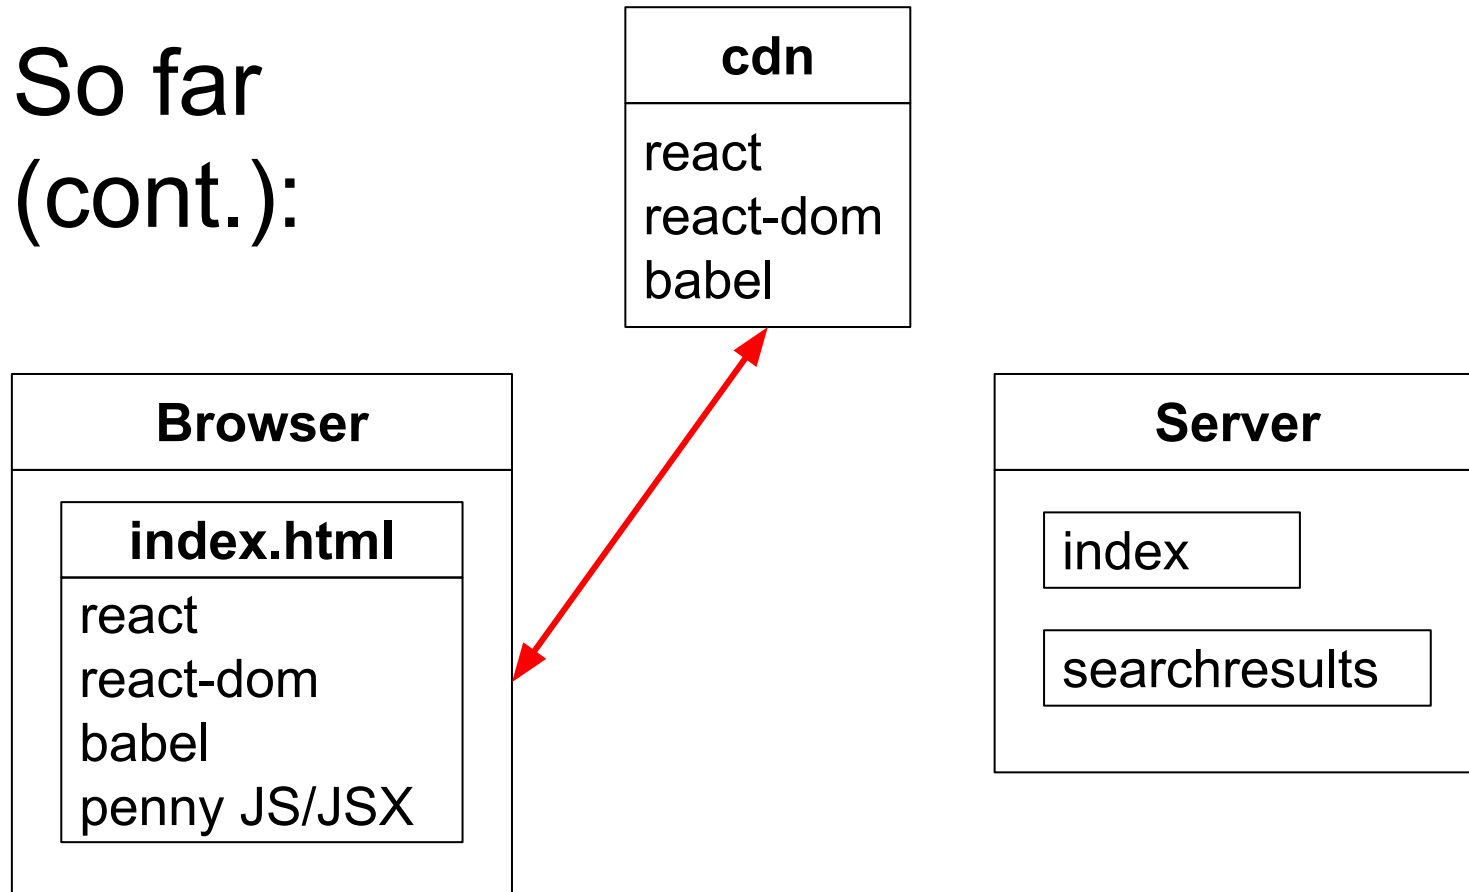 So far
(cont.):
cdn
react
react-dom
babel
Browser
index.html
react
react-dom
babel
penny JS/JSX
Server
index
searchresults